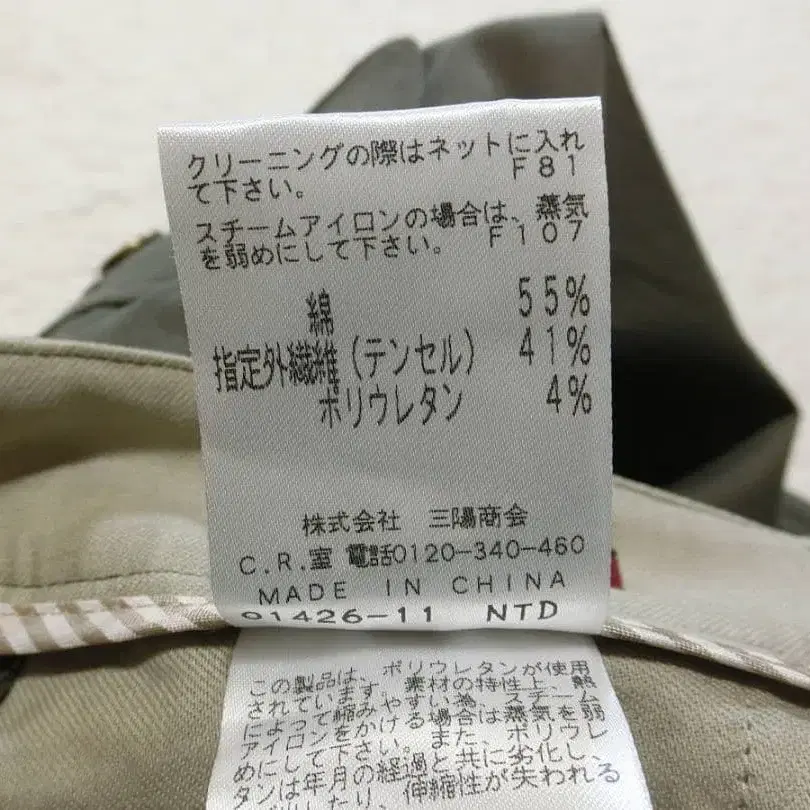 クリーニングの際はネットに入れ
て下さい。 F81
スチームアイロンの場合は、蒸気
を弱めにして下さい。 F107
綿 55%
指定外繊維(テンセル) 41%
ポリウレタン 4%
株式会社 三陽商会
C.R.室 電話0120-340-460
MADE IN CHINA
01426-11 NTD
この製品は、ポリウレタンが使用
されています。素材の特性上、熱
によって縮みやすい為、スチーム
アイロンをかける場合は蒸気を弱
めにして下さい。また、ポリウレ
タンは年月の経過と共に劣化し、
伸縮性が失われる